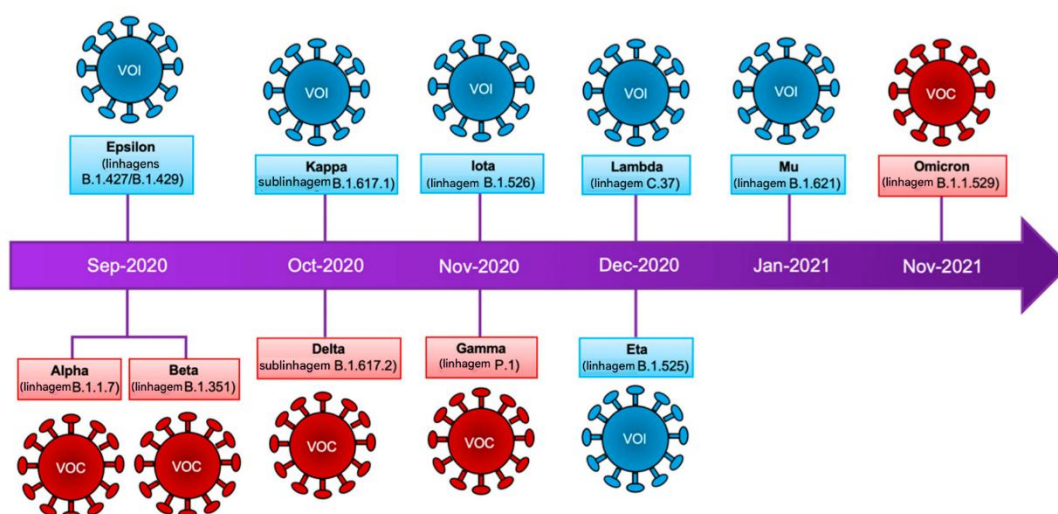 VOI
VOI
VOI
VOI
VOI
VOC
Epsilon
(linhagens
B.1.427/B.1.429)
Kappa
sublinhagem B.1.617.1)
Iota
(linhagem B.1.526)
Lambda
(linhagem C.37)
Mu
(linhagem B.1.621)
Omicron
(linhagem B.1.1.529)
Sep-2020
Oct-2020
Nov-2020
Dec-2020
Jan-2021
Nov-2021
Alpha
(linhagem B.1.1.7)
Beta
(linhagem B.1.351)
Delta
sublinhagem B.1.617.2)
Gamma
(linhagem P.1)
Eta
(linhagem B.1.525)
VOC
VOC
VOC
VOC
VOI